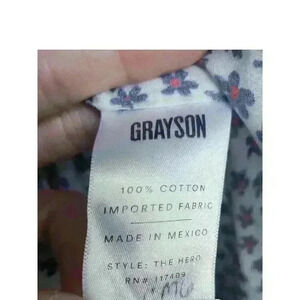 GRAYSON
100% COTTON
IMPORTED FABRIC
MADE IN MEXICO
STYLE: THE HERO
RN# 117409